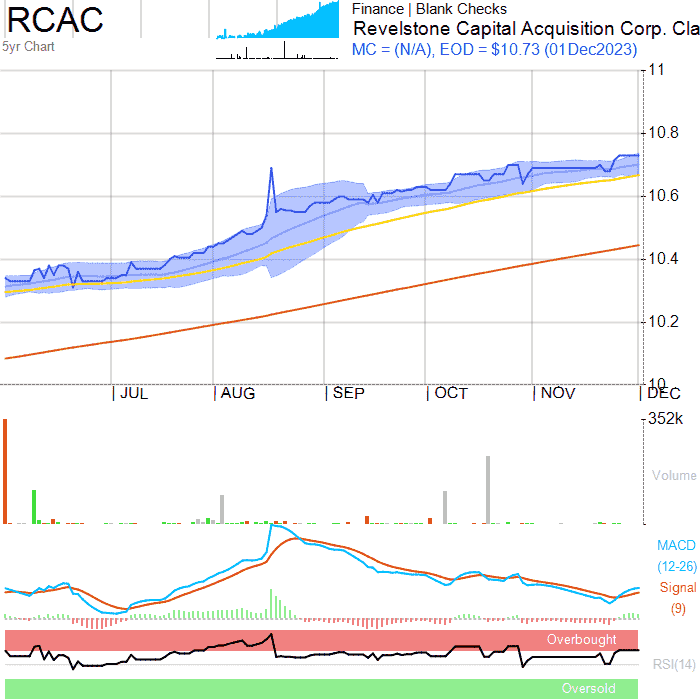 RCAC
5yr Chart
Finance | Blank Checks
Revelstone Capital Acquisition Corp. Cla
MC = (N/A), EOD = $10.73 (01Dec2023)
11
10.8
10.6
10.4
10.2
10
JUL AUG SEP OCT NOV DEC
352k
Volume
MACD
(12-26)
Signal
(9)
Overbought
RSI(14)
Oversold